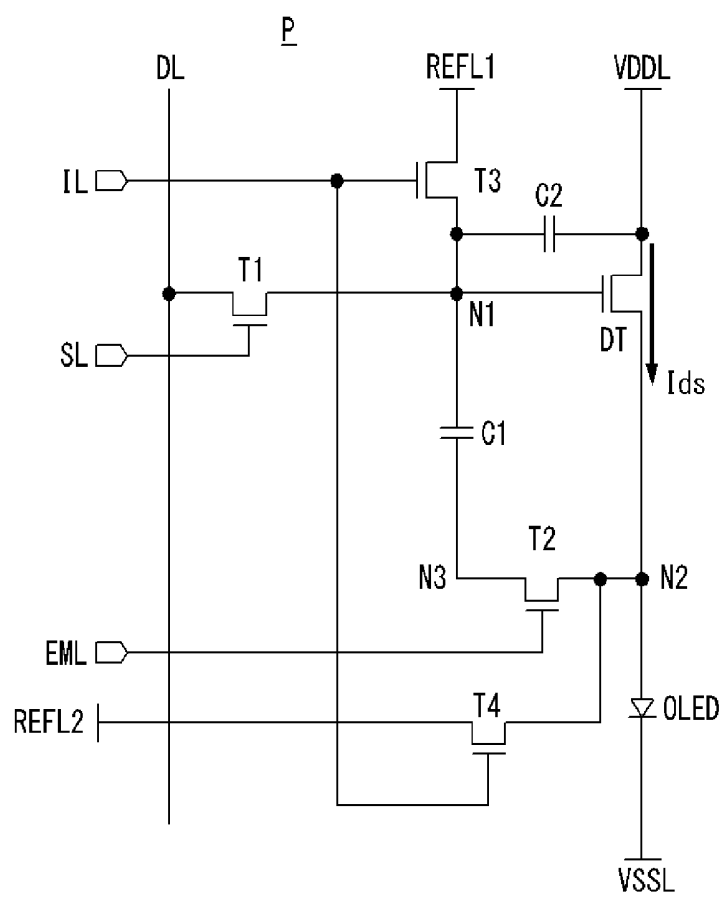 P
DL
REFL1
VDDL
IL
T3
C2
T1
N1
DT
SL
Ids
C1
T2
N3
N2
EML
T4
OLED
REFL2
VSSL